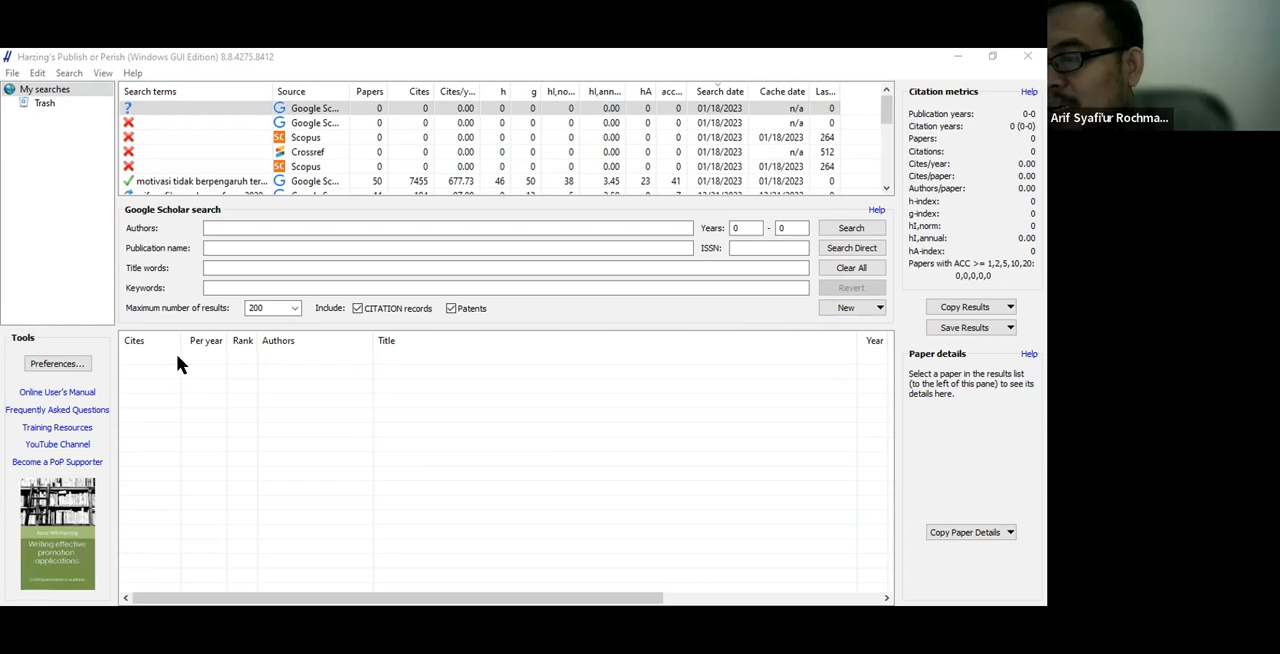 Harzing's Publish or Perish (Windows GUI Edition) 8.8.4275.8412
File Edit Search View Help
My searches
Trash
Search terms Source Papers Cites Cites/y... h g hI,no... hI,ann... hA acc... Search date Cache date Las...
? Google Sc... 0 0 0.00 0 0 0 0.00 0 0 01/18/2023 n/a 0
Google Sc... 0 0 0.00 0 0 0 0.00 0 0 01/18/2023 n/a 0
SC Scopus 0 0 0.00 0 0 0 0.00 0 0 01/18/2023 01/18/2023 264
Crossref 0 0 0.00 0 0 0 0.00 0 0 01/18/2023 n/a 512
SC Scopus 0 0 0.00 0 0 0 0.00 0 0 01/18/2023 01/18/2023 264
motivasi tidak berpengaruh ter... Google Sc... 50 7455 677.73 46 50 38 3.45 23 41 01/18/2023 01/18/2023 0
Google Scholar search Help
Authors: Years: 0 - 0 Search
Publication name: ISSN: Search Direct
Title words: Clear All
Keywords: Revert
Maximum number of results: 200 Include: CITATION records Patents New
Cites Per year Rank Authors Title Year
Tools
Preferences...
Online User's Manual
Frequently Asked Questions
Training Resources
YouTube Channel
Become a PoP Supporter
Writing effective
promotion
applications
Citation metrics Help
Publication years: 0-0
Citation years: 0 (0-0)
Papers: 0
Citations: 0
Cites/year: 0.00
Cites/paper: 0.00
Authors/paper: 0.00
h-index: 0
g-index: 0
hI,norm: 0
hI,annual: 0.00
hA-index: 0
Papers with ACC >= 1,2,5,10,20:
0,0,0,0,0
Copy Results
Save Results
Paper details Help
Select a paper in the results list
(to the left of this pane) to see its
details here.
Copy Paper Details
Arif Syafi'ur Rochma...